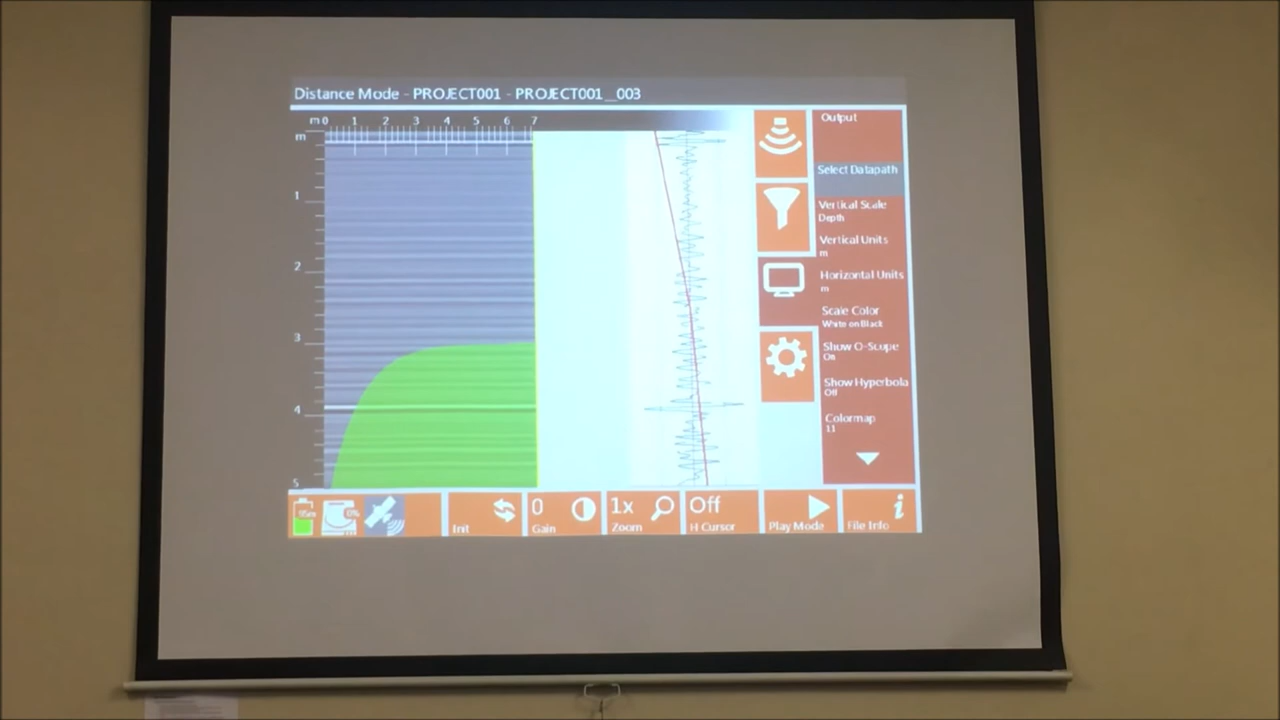 Distance Mode - PROJECT001 - PROJECT001__003
m 0 1 2 3 4 5 6 7
m
1
2
3
4
5
Output
Select Datapath
Vertical Scale
Depth
Vertical Units
m
Horizontal Units
m
Scale Color
White on Black
Show O-Scope
On
Show Hyperbola
Off
Colormap
11
0%
Init
0
Gain
1x
Zoom
Off
H Cursor
Play Mode
i
File Info